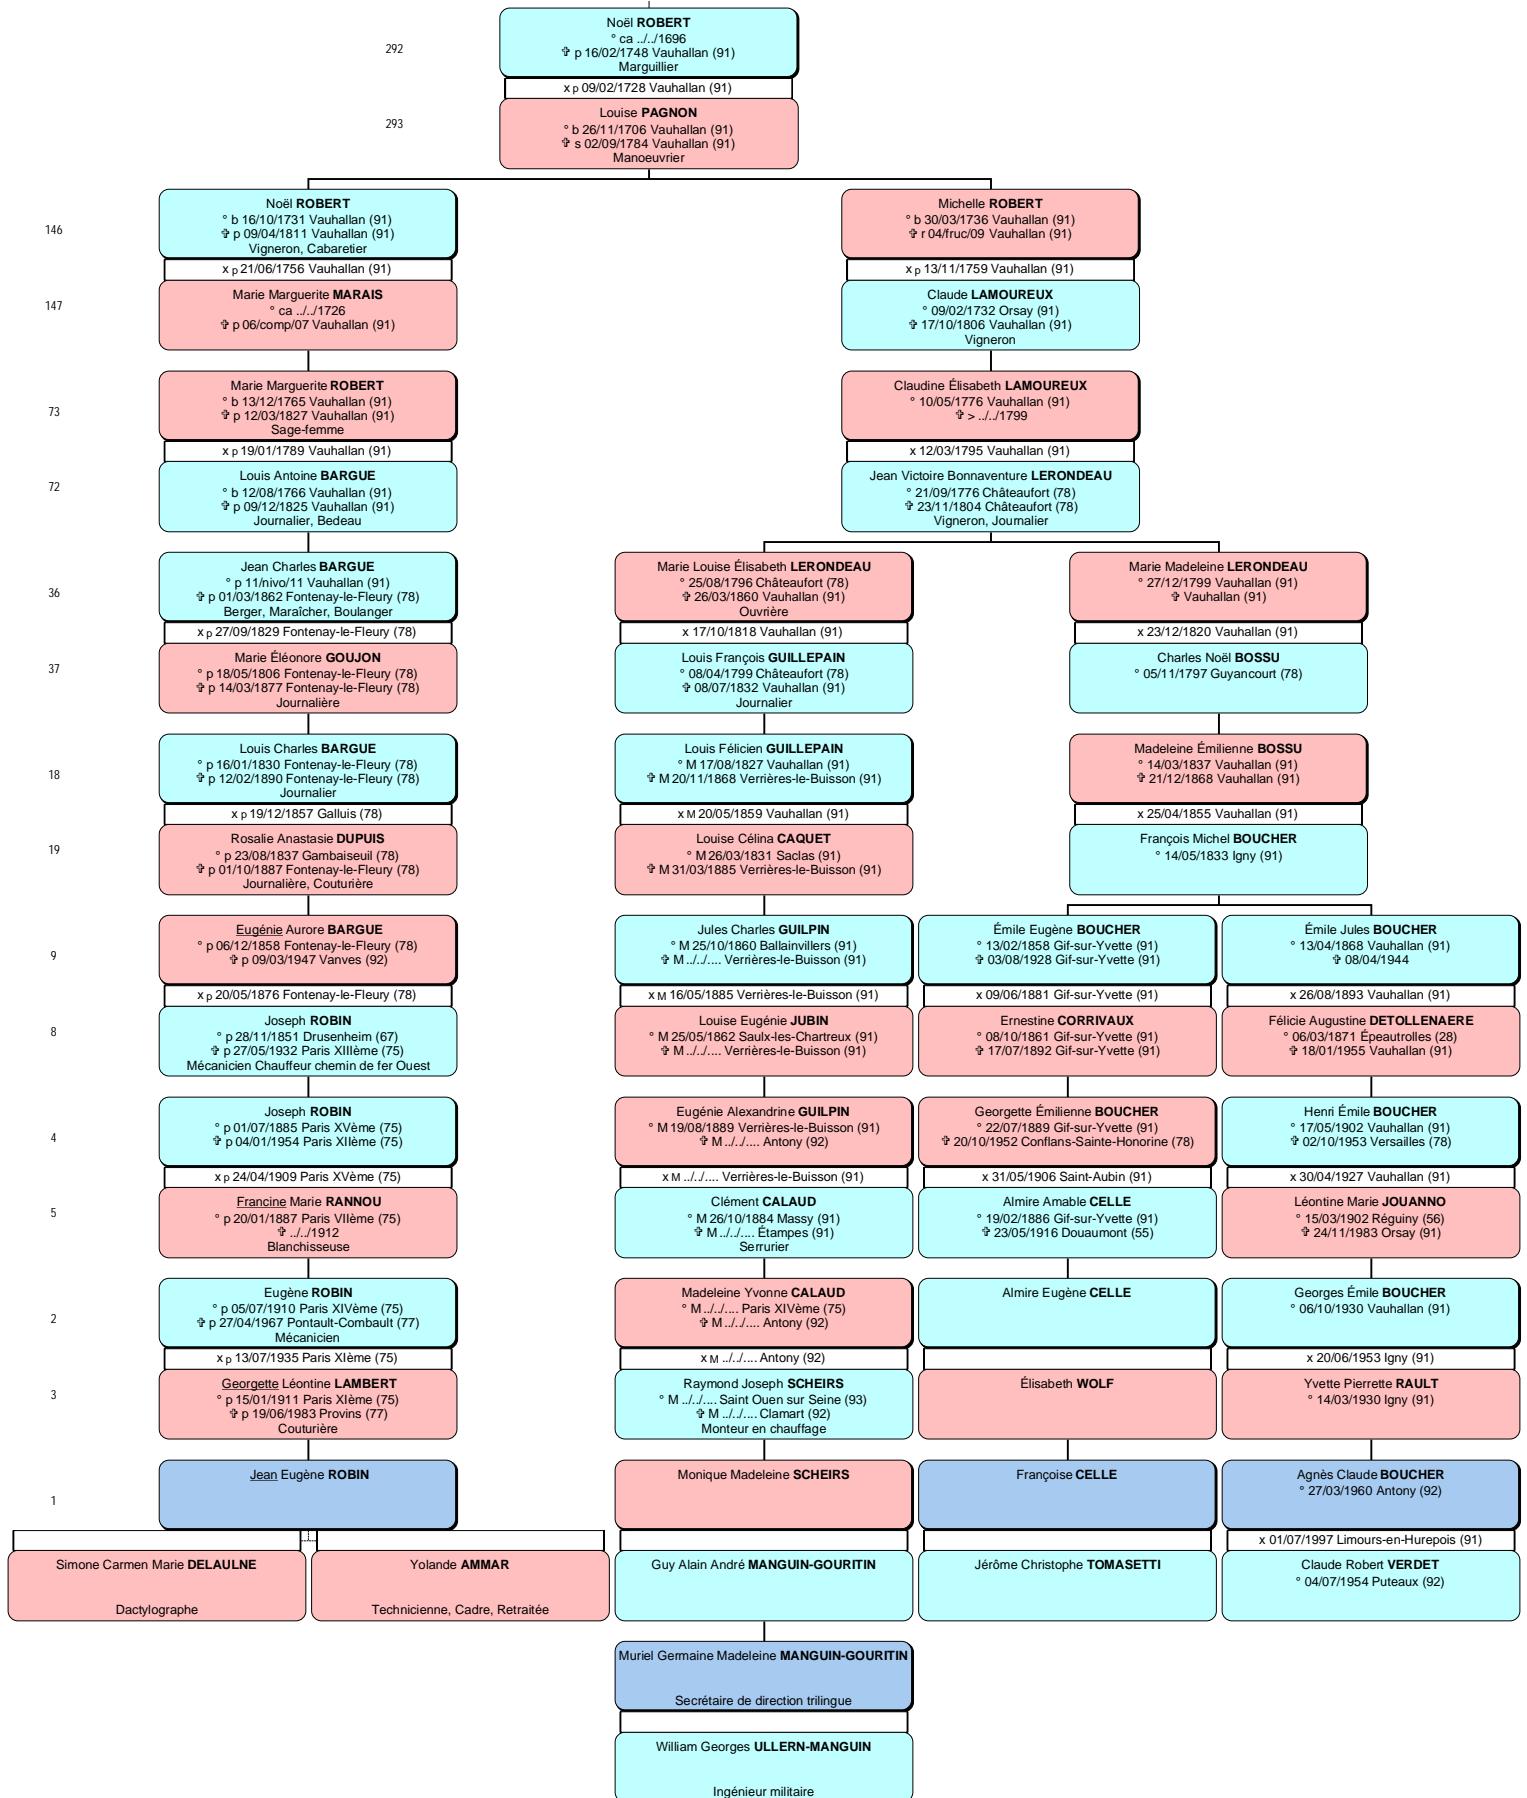 292
Noël ROBERT
° ca ../../1696
✞ p 16/02/1748 Vauhallan (91)
Marguillier
x p 09/02/1728 Vauhallan (91)
293
Louise PAGNON
° b 26/11/1706 Vauhallan (91)
✞ s 02/09/1784 Vauhallan (91)
Manoeuvrier
146
Noël ROBERT
° b 16/10/1731 Vauhallan (91)
✞ p 09/04/1811 Vauhallan (91)
Vigneron, Cabaretier
x p 21/06/1756 Vauhallan (91)
Michelle ROBERT
° b 30/03/1736 Vauhallan (91)
✞ r 04/fruc/09 Vauhallan (91)
x p 13/11/1759 Vauhallan (91)
147
Marie Marguerite MARAIS
° ca ../../1726
✞ p 06/comp/07 Vauhallan (91)
Claude LAMOUREUX
° 09/02/1732 Orsay (91)
✞ 17/10/1806 Vauhallan (91)
Vigneron
73
Marie Marguerite ROBERT
° b 13/12/1765 Vauhallan (91)
✞ p 12/03/1827 Vauhallan (91)
Sage-femme
x p 19/01/1789 Vauhallan (91)
Claudine Élisabeth LAMOUREUX
° 10/05/1776 Vauhallan (91)
✞ > ../../1799
x 12/03/1795 Vauhallan (91)
72
Louis Antoine BARGUE
° b 12/08/1766 Vauhallan (91)
✞ p 09/12/1825 Vauhallan (91)
Journalier, Bedeau
Jean Victoire Bonnaventure LERONDEAU
° 21/09/1776 Châteaufort (78)
✞ 23/11/1804 Châteaufort (78)
Vigneron, Journalier
36
Jean Charles BARGUE
° p 11/nivo/11 Vauhallan (91)
✞ p 01/03/1862 Fontenay-le-Fleury (78)
Berger, Maraîcher, Boulanger
x p 27/09/1829 Fontenay-le-Fleury (78)
Marie Louise Élisabeth LERONDEAU
° 25/08/1796 Châteaufort (78)
✞ 26/03/1860 Vauhallan (91)
Ouvrière
x 17/10/1818 Vauhallan (91)
Marie Madeleine LERONDEAU
° 27/12/1799 Vauhallan (91)
✞ Vauhallan (91)
x 23/12/1820 Vauhallan (91)
37
Marie Éléonore GOUJON
° p 18/05/1806 Fontenay-le-Fleury (78)
✞ p 14/03/1877 Fontenay-le-Fleury (78)
Journalière
Louis François GUILLEPAIN
° 08/04/1799 Châteaufort (78)
✞ 08/07/1832 Vauhallan (91)
Journalier
Charles Noël BOSSU
° 05/11/1797 Guyancourt (78)
18
Louis Charles BARGUE
° p 16/01/1830 Fontenay-le-Fleury (78)
✞ p 12/02/1890 Fontenay-le-Fleury (78)
Journalier
x p 19/12/1857 Galluis (78)
Louis Félicien GUILLEPAIN
° M 17/08/1827 Vauhallan (91)
✞ M 20/11/1868 Verrières-le-Buisson (91)
x M 20/05/1859 Vauhallan (91)
Madeleine Émilienne BOSSU
° 14/03/1837 Vauhallan (91)
✞ 21/12/1868 Vauhallan (91)
x 25/04/1855 Vauhallan (91)
19
Rosalie Anastasie DUPUIS
° p 23/08/1837 Gambaiseuil (78)
✞ p 01/10/1887 Fontenay-le-Fleury (78)
Journalière, Couturière
Louise Célina CAQUET
° M 26/03/1831 Saclas (91)
✞ M 31/03/1885 Verrières-le-Buisson (91)
François Michel BOUCHER
° 14/05/1833 Igny (91)
9
Eugénie Aurore BARGUE
° p 06/12/1858 Fontenay-le-Fleury (78)
✞ p 09/03/1947 Vanves (92)
x p 20/05/1876 Fontenay-le-Fleury (78)
Jules Charles GUILPIN
° M 25/10/1860 Ballainvillers (91)
✞ M ../../.... Verrières-le-Buisson (91)
x M 16/05/1885 Verrières-le-Buisson (91)
Émile Eugène BOUCHER
° 13/02/1858 Gif-sur-Yvette (91)
✞ 03/08/1928 Gif-sur-Yvette (91)
x 09/06/1881 Gif-sur-Yvette (91)
Émile Jules BOUCHER
° 13/04/1868 Vauhallan (91)
✞ 08/04/1944
x 26/08/1893 Vauhallan (91)
8
Joseph ROBIN
° p 28/11/1851 Drusenheim (67)
✞ p 27/05/1932 Paris XIIIème (75)
Mécanicien Chauffeur chemin de fer Ouest
Louise Eugénie JUBIN
° M 25/05/1862 Saulx-les-Chartreux (91)
✞ M ../../.... Verrières-le-Buisson (91)
Ernestine CORRIVAUX
° 08/10/1861 Gif-sur-Yvette (91)
✞ 17/07/1892 Gif-sur-Yvette (91)
Félicie Augustine DETOLLENAERE
° 06/03/1871 Épeautrolles (28)
✞ 18/01/1955 Vauhallan (91)
4
Joseph ROBIN
° p 01/07/1885 Paris XVème (75)
✞ p 04/01/1954 Paris XIIème (75)
x p 24/04/1909 Paris XVème (75)
Eugénie Alexandrine GUILPIN
° M 19/08/1889 Verrières-le-Buisson (91)
✞ M ../../.... Antony (92)
x M ../../.... Verrières-le-Buisson (91)
Georgette Émilienne BOUCHER
° 22/07/1889 Gif-sur-Yvette (91)
✞ 20/10/1952 Conflans-Sainte-Honorine (78)
x 31/05/1906 Saint-Aubin (91)
Henri Émile BOUCHER
° 17/05/1902 Vauhallan (91)
✞ 02/10/1953 Versailles (78)
x 30/04/1927 Vauhallan (91)
5
Francine Marie RANNOU
° p 20/01/1887 Paris VIIème (75)
✞ ../../1912
Blanchisseuse
Clément CALAUD
° M 26/10/1884 Massy (91)
✞ M ../../.... Étampes (91)
Serrurier
Almire Amable CELLE
° 19/02/1886 Gif-sur-Yvette (91)
✞ 23/05/1916 Douaumont (55)
Léontine Marie JOUANNO
° 15/03/1902 Réguiny (56)
✞ 24/11/1983 Orsay (91)
2
Eugène ROBIN
° p 05/07/1910 Paris XIVème (75)
✞ p 27/04/1967 Pontault-Combault (77)
Mécanicien
x p 13/07/1935 Paris XIème (75)
Madeleine Yvonne CALAUD
° M ../../.... Paris XIVème (75)
✞ M ../../.... Antony (92)
x M ../../.... Antony (92)
Almire Eugène CELLE
Georges Émile BOUCHER
° 06/10/1930 Vauhallan (91)
x 20/06/1953 Igny (91)
3
Georgette Léontine LAMBERT
° p 15/01/1911 Paris XIème (75)
✞ p 19/06/1983 Provins (77)
Couturière
Raymond Joseph SCHEIRS
° M ../../.... Saint Ouen sur Seine (93)
✞ M ../../.... Clamart (92)
Monteur en chauffage
Élisabeth WOLF
Yvette Pierrette RAULT
° 14/03/1930 Igny (91)
1
Jean Eugène ROBIN
Monique Madeleine SCHEIRS
Françoise CELLE
Agnès Claude BOUCHER
° 27/03/1960 Antony (92)
x 01/07/1997 Limours-en-Hurepois (91)
Simone Carmen Marie DELAULNE
Dactylographe
Yolande AMMAR
Technicienne, Cadre, Retraitée
Guy Alain André MANGUIN-GOURITIN
Jérôme Christophe TOMASETTI
Claude Robert VERDET
° 04/07/1954 Puteaux (92)
Muriel Germaine Madeleine MANGUIN-GOURITIN
Secrétaire de direction trilingue
William Georges ULLERN-MANGUIN
Ingénieur militaire